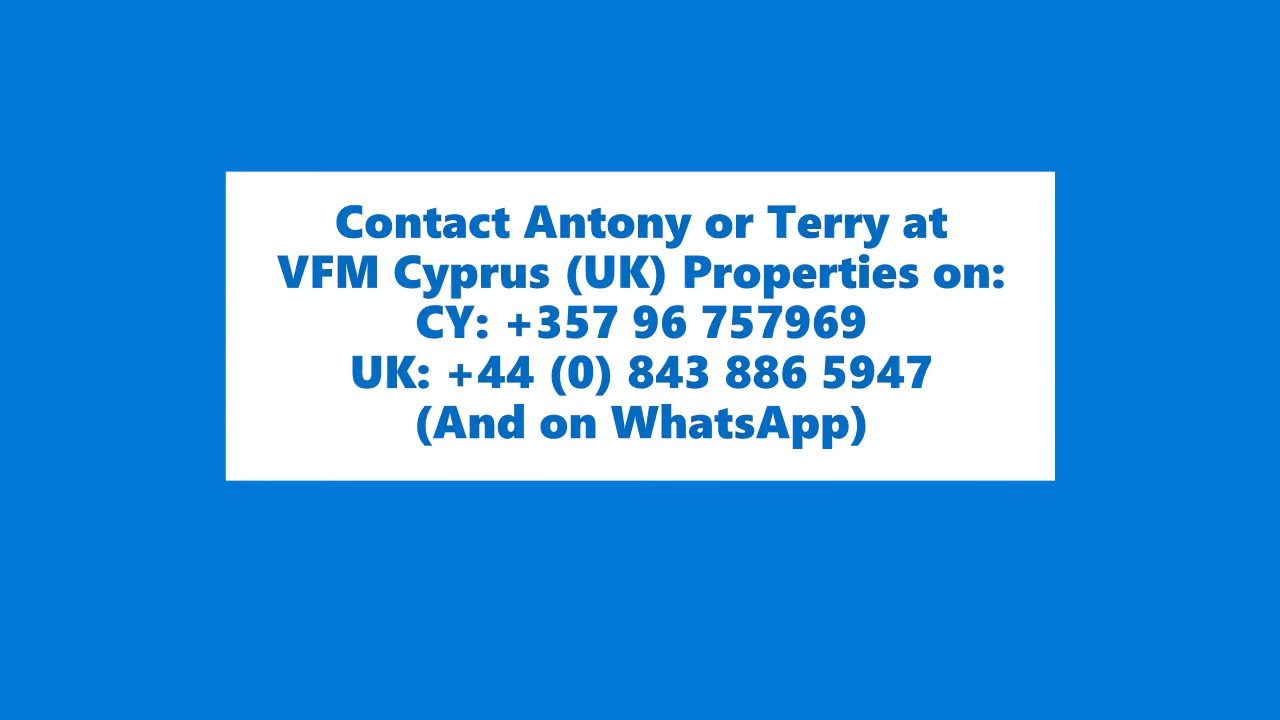 Contact Antony or Terry at
VFM Cyprus (UK) Properties on:
CY: +357 96 757969
UK: +44 (0) 843 886 5947
(And on WhatsApp)